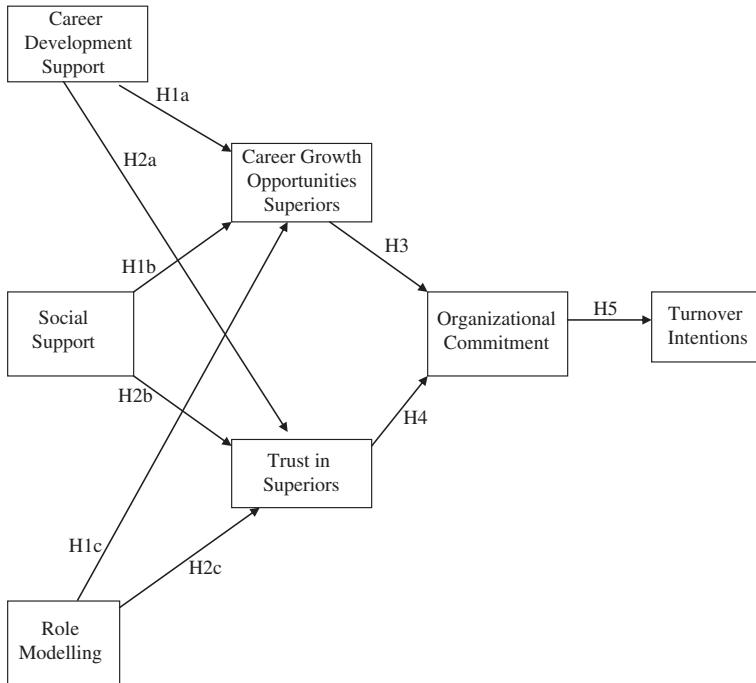 Career
Development
Support
H1a
H2a
Career Growth
Opportunities
Superiors
H1b
H3
Social
Support
Organizational
Commitment
H5
Turnover
Intentions
H2b
H4
Trust in
Superiors
H1c
H2c
Role
Modelling